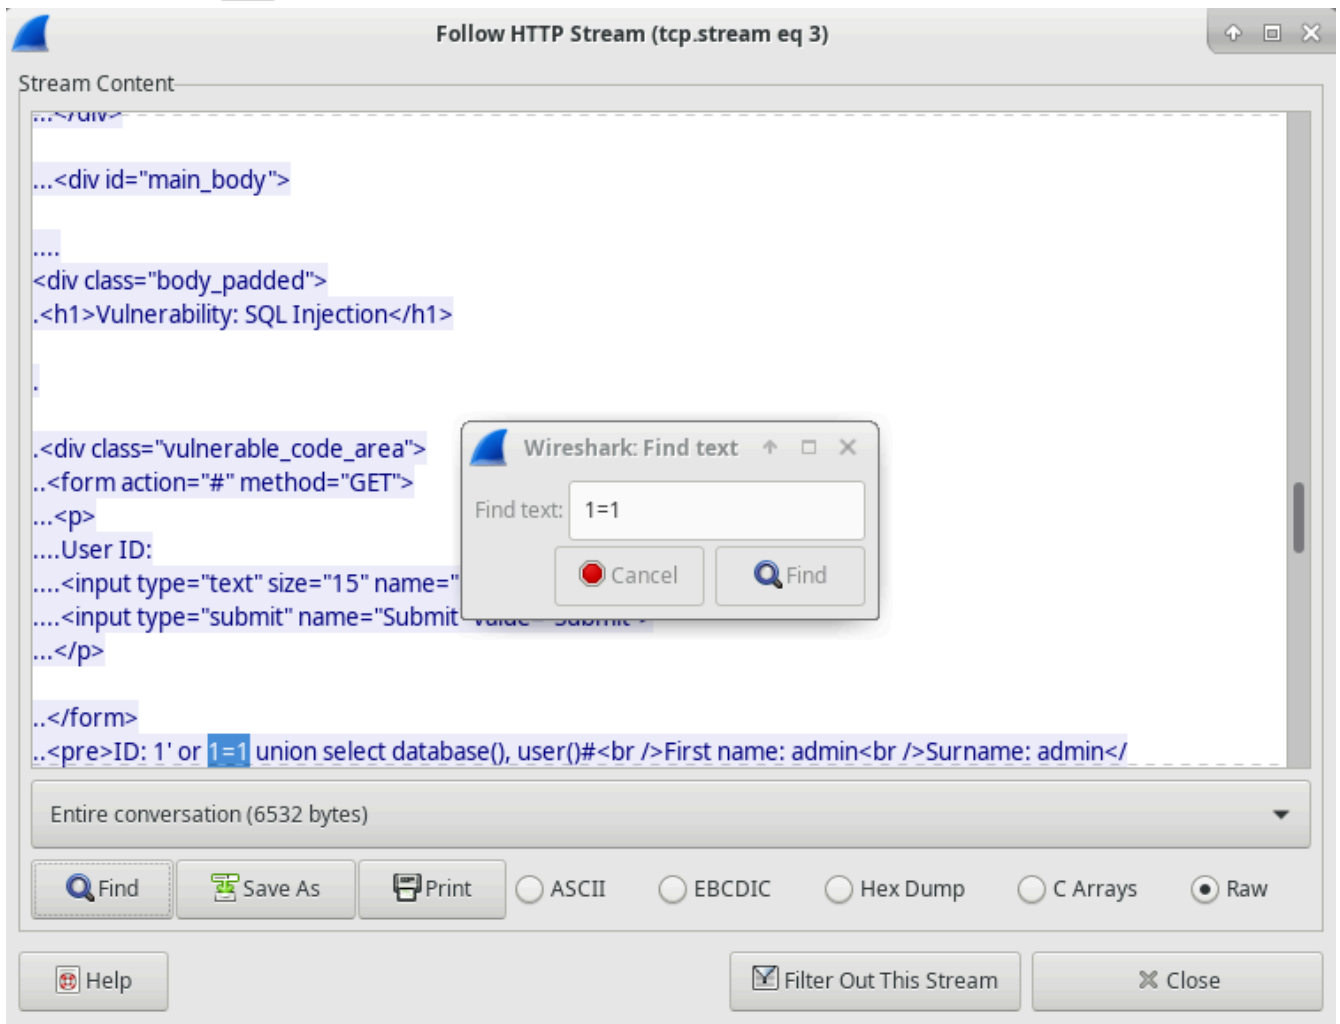 Follow HTTP Stream (tcp.stream eq 3)
Stream Content
...</div>
...<div id="main_body">
....
<div class="body_padded">
.<h1>Vulnerability: SQL Injection</h1>
.
.<div class="vulnerable_code_area">
..<form action="#" method="GET">
...<p>
....User ID:
....<input type="text" size="15" name="
....<input type="submit" name="Submit" value="Submit">
...</p>
..</form>
..<pre>ID: 1' or 1=1 union select database(), user()#<br />First name: admin<br />Surname: admin</
Wireshark: Find text
Find text: 1=1
Cancel Find
Entire conversation (6532 bytes)
Find Save As Print ASCII EBCDIC Hex Dump C Arrays Raw
Help Filter Out This Stream Close